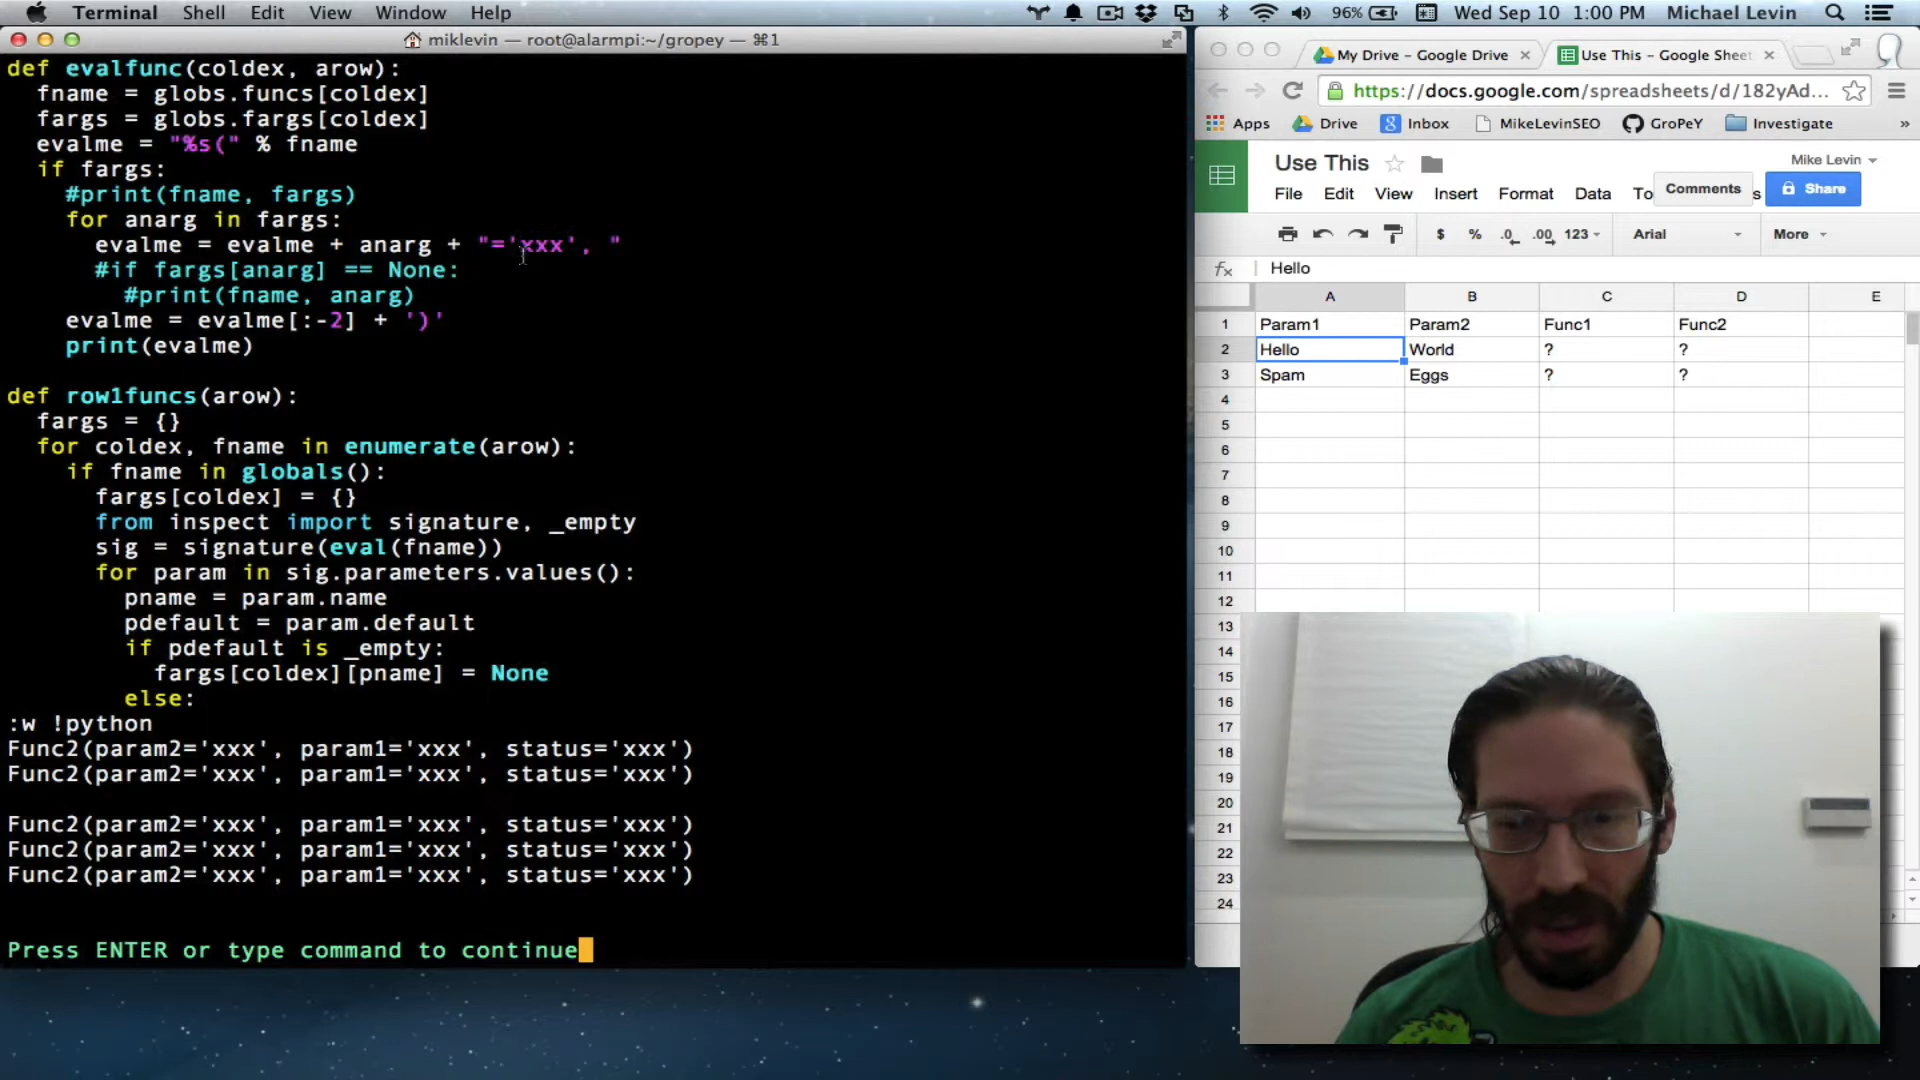 Terminal Shell Edit View Window Help 96% Wed Sep 10 1:00 PM Michael Levin
miklevin — root@alarmpi:~/gropey — ⌘1
def evalfunc(coldex, arow):
fname = globs.funcs[coldex]
fargs = globs.fargs[coldex]
evalme = "%s(" % fname
if fargs:
#print(fname, fargs)
for anarg in fargs:
evalme = evalme + anarg + "='xxx', "
#if fargs[anarg] == None:
#print(fname, anarg)
evalme = evalme[:-2] + ')'
print(evalme)
def row1funcs(arow):
fargs = {}
for coldex, fname in enumerate(arow):
if fname in globals():
fargs[coldex] = {}
from inspect import signature, _empty
sig = signature(eval(fname))
for param in sig.parameters.values():
pname = param.name
pdefault = param.default
if pdefault is _empty:
fargs[coldex][pname] = None
else:
:w !python
Func2(param2='xxx', param1='xxx', status='xxx')
Func2(param2='xxx', param1='xxx', status='xxx')
Func2(param2='xxx', param1='xxx', status='xxx')
Func2(param2='xxx', param1='xxx', status='xxx')
Func2(param2='xxx', param1='xxx', status='xxx')
Press ENTER or type command to continue
My Drive – Google Drive × Use This – Google Sheet ×
https://docs.google.com/spreadsheets/d/182yAd...
Apps Drive 8 Inbox MikeLevinSEO GroPeY Investigate »
Use This
Mike Levin
File Edit View Insert Format Data To Comments s Share
$ % .0 .00 123 Arial More
fx Hello
A B C D E
1 Param1 Param2 Func1 Func2
2 Hello World ? ?
3 Spam Eggs ? ?
4
5
6
7
8
9
10
11
12
13
14
15
16
17
18
19
20
21
22
23
24